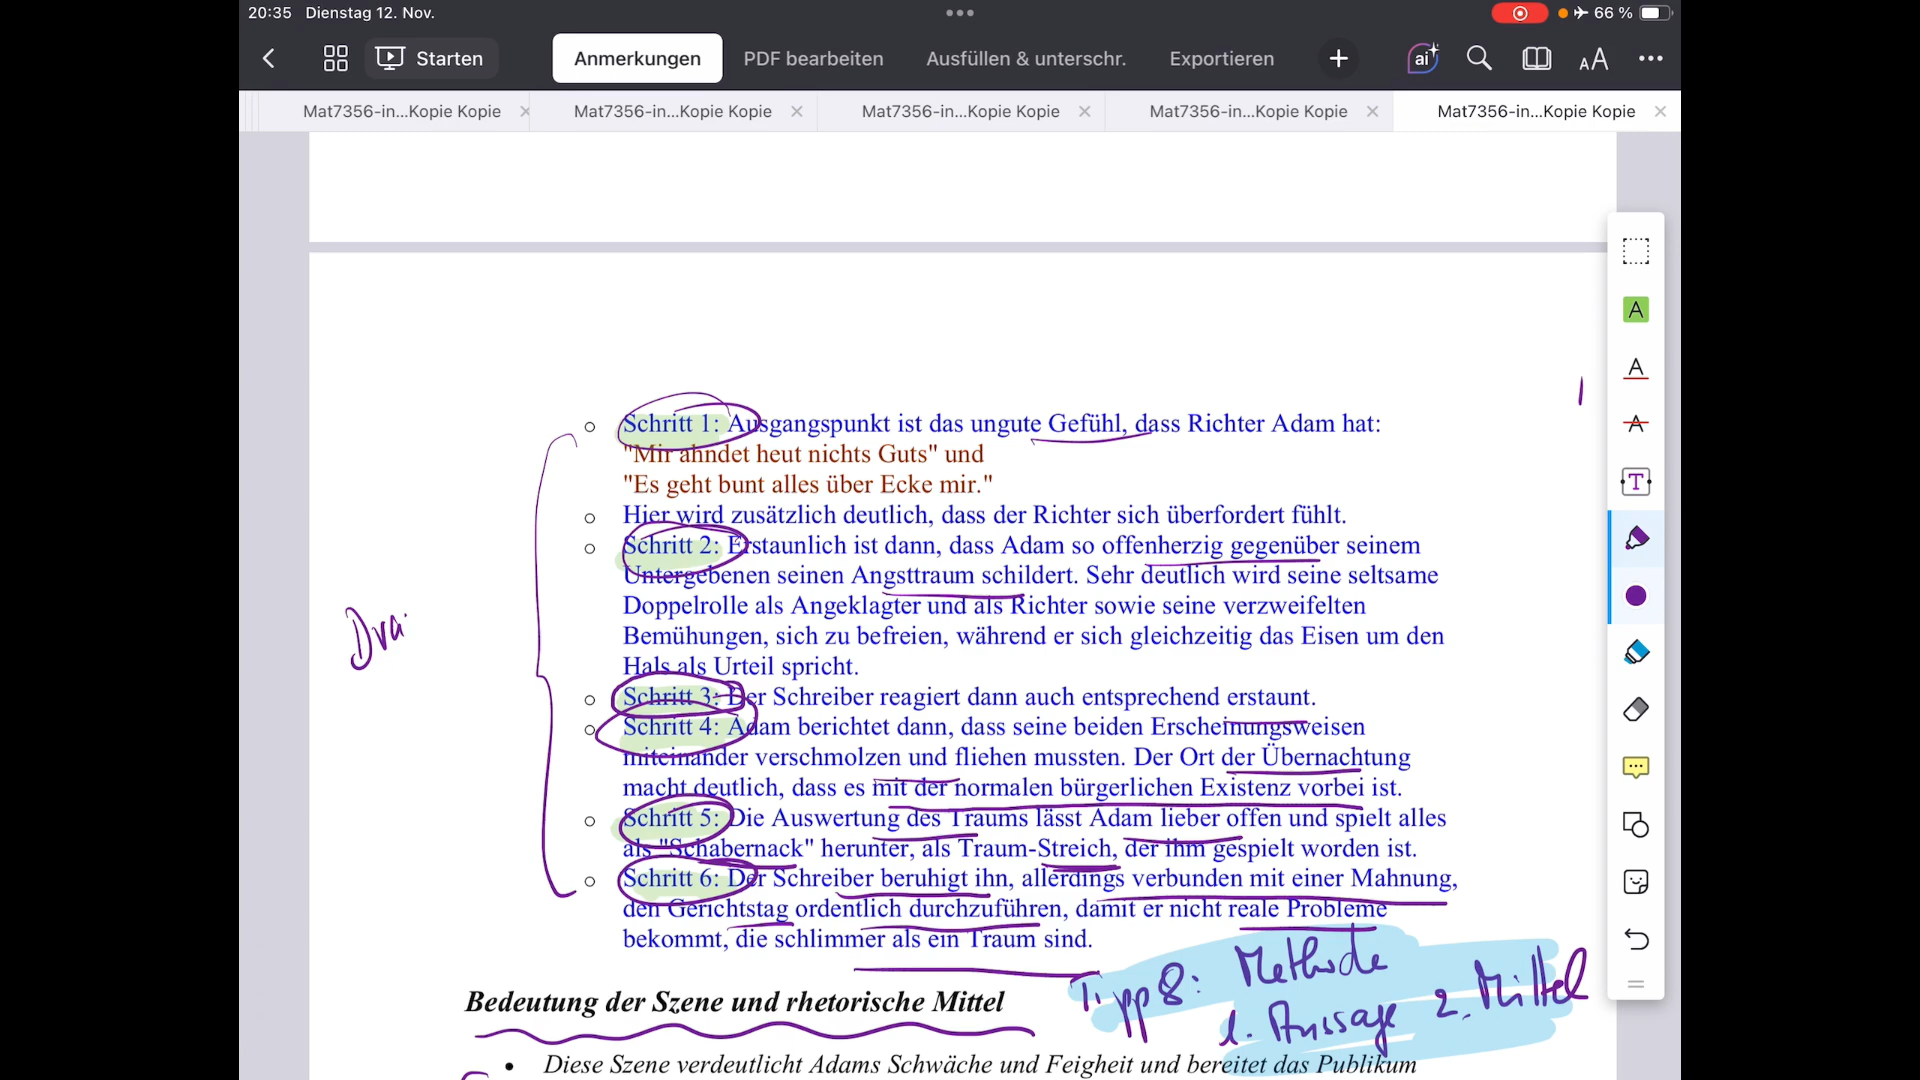 20:35 Dienstag 12. Nov.
66 %
Starten
Anmerkungen
PDF bearbeiten
Ausfüllen & unterschr.
Exportieren
ai
AA
Mat7356-in...Kopie Kopie
Mat7356-in...Kopie Kopie
Mat7356-in...Kopie Kopie
Mat7356-in...Kopie Kopie
Mat7356-in...Kopie Kopie
Schritt 1: Ausgangspunkt ist das ungute Gefühl, dass Richter Adam hat:
"Mir ahndet heut nichts Guts" und
"Es geht bunt alles über Ecke mir."
Hier wird zusätzlich deutlich, dass der Richter sich überfordert fühlt.
Schritt 2: Erstaunlich ist dann, dass Adam so offenherzig gegenüber seinem
Untergebenen seinen Angsttraum schildert. Sehr deutlich wird seine seltsame
Doppelrolle als Angeklagter und als Richter sowie seine verzweifelten
Bemühungen, sich zu befreien, während er sich gleichzeitig das Eisen um den
Hals als Urteil spricht.
Dra
Schritt 3: Der Schreiber reagiert dann auch entsprechend erstaunt.
Schritt 4: Adam berichtet dann, dass seine beiden Erscheinungsweisen
miteinander verschmolzen und fliehen mussten. Der Ort der Übernachtung
macht deutlich, dass es mit der normalen bürgerlichen Existenz vorbei ist.
Schritt 5: Die Auswertung des Traums lässt Adam lieber offen und spielt alles
als "Schabernack" herunter, als Traum-Streich, der ihm gespielt worden ist.
Schritt 6: Der Schreiber beruhigt ihn, allerdings verbunden mit einer Mahnung,
den Gerichtstag ordentlich durchzuführen, damit er nicht reale Probleme
bekommt, die schlimmer als ein Traum sind.
Tipp 8: Methode
1. Aussage 2. Mittel
Bedeutung der Szene und rhetorische Mittel
Diese Szene verdeutlicht Adams Schwäche und Feigheit und bereitet das Publikum